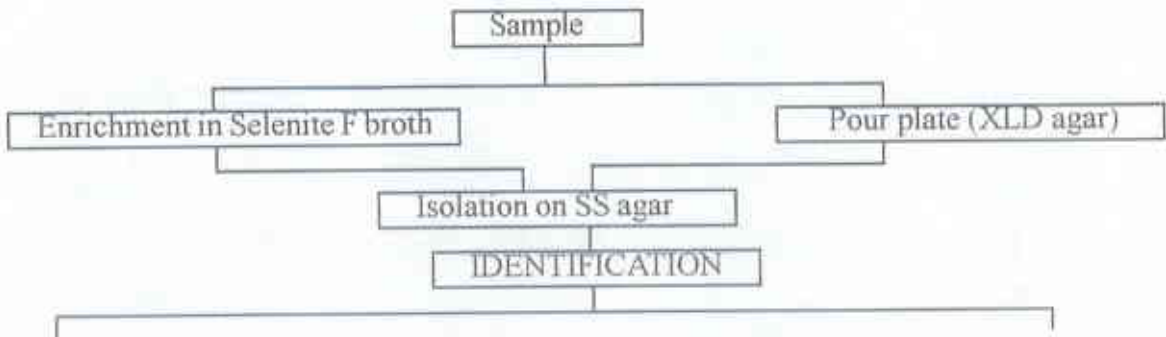 Sample
Enrichment in Selenite F broth
Pour plate (XLD agar)
Isolation on SS agar
IDENTIFICATION